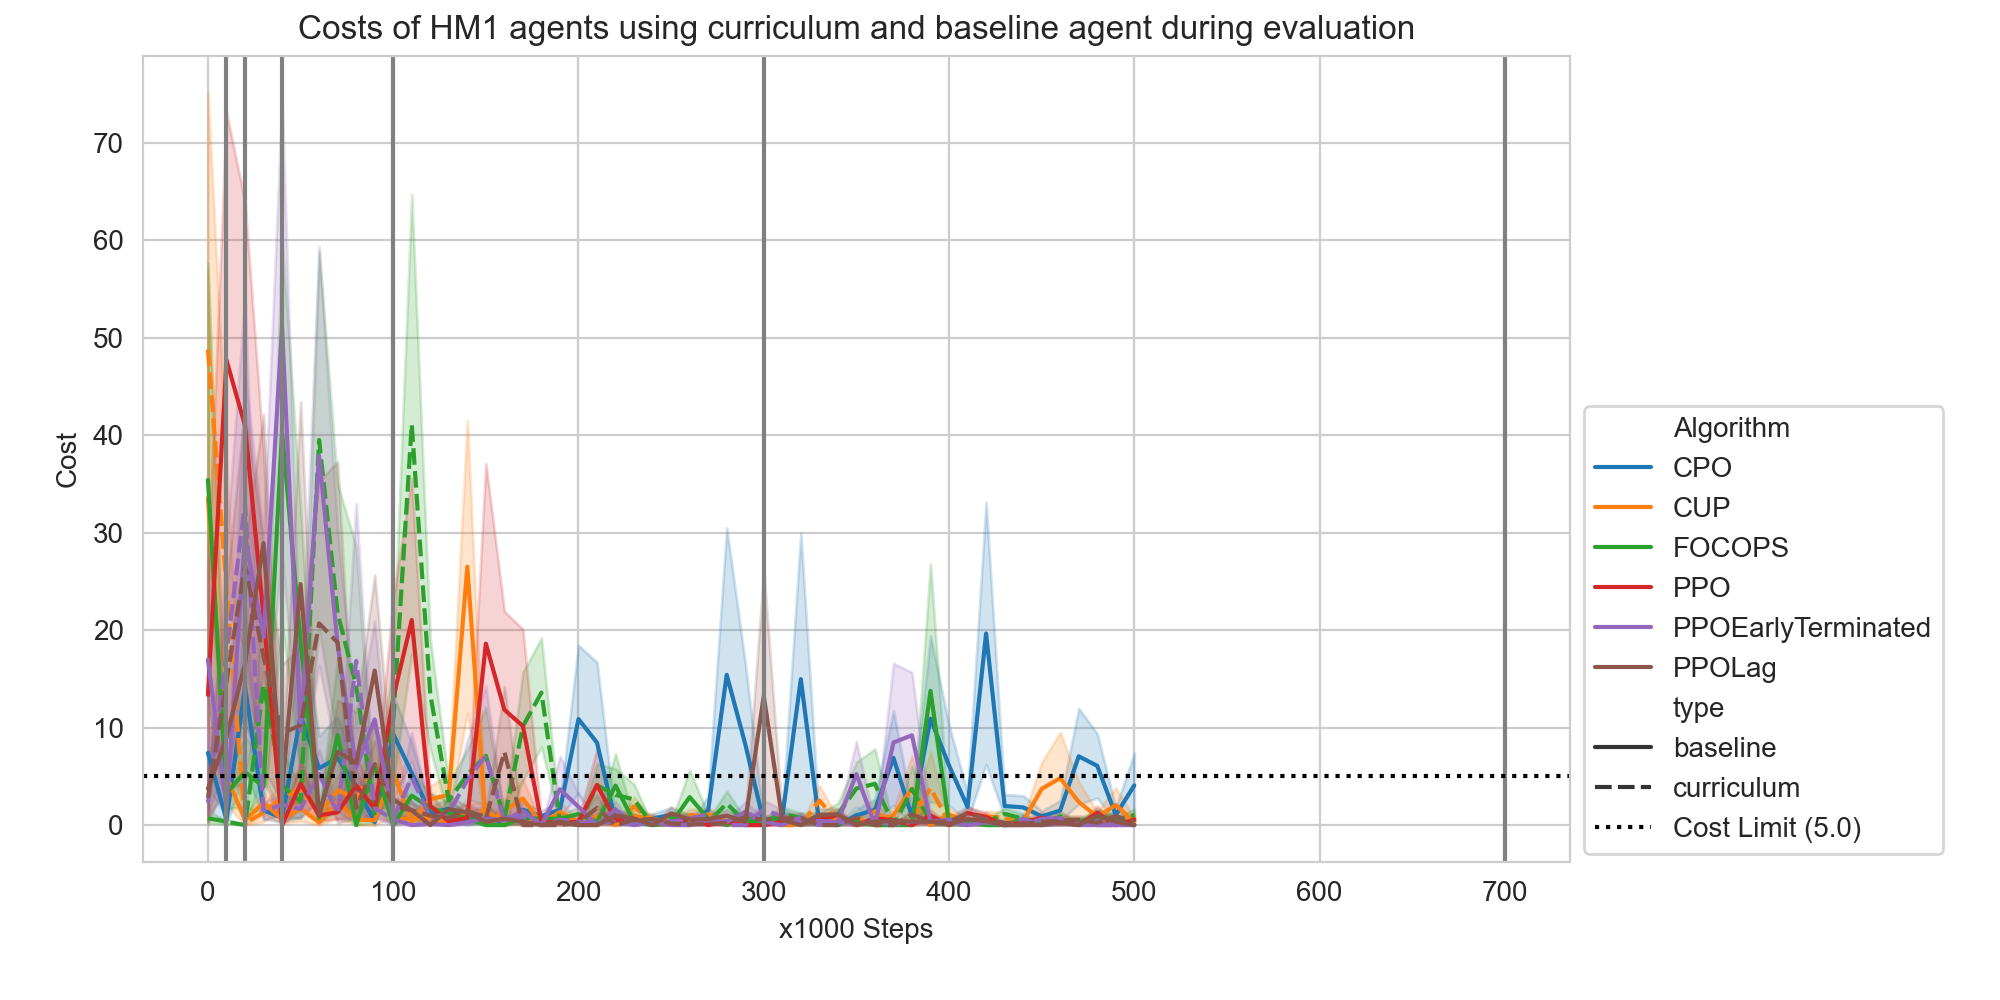 Costs of HM1 agents using curriculum and baseline agent during evaluation
70
60
50
40
30
20
10
0
Cost
0 100 200 300 400 500 600 700
x1000 Steps
Algorithm
CPO
CUP
FOCOPS
PPO
PPOEarlyTerminated
PPOLag
type
baseline
curriculum
Cost Limit (5.0)